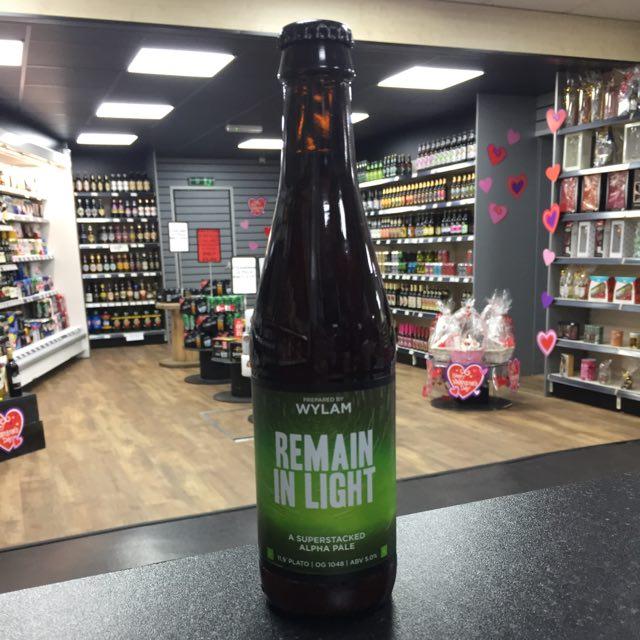 PREPARED BY
WYLAM
REMAIN
IN LIGHT
A SUPERSTACKED
ALPHA PALE
11.9° PLATO | OG 1048 | ABV 5.0%